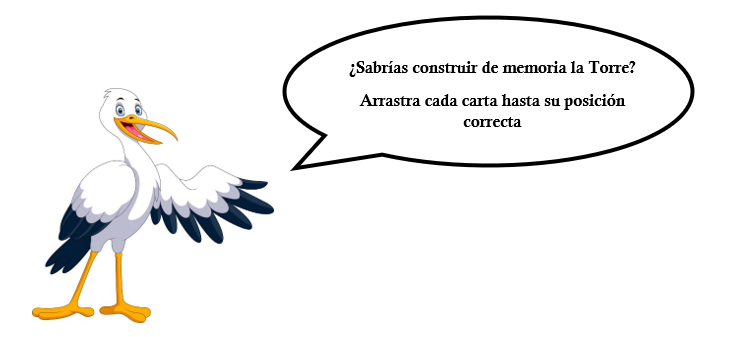 ¿Sabrías construir de memoria la Torre?
Arrastra cada carta hasta su posición
correcta